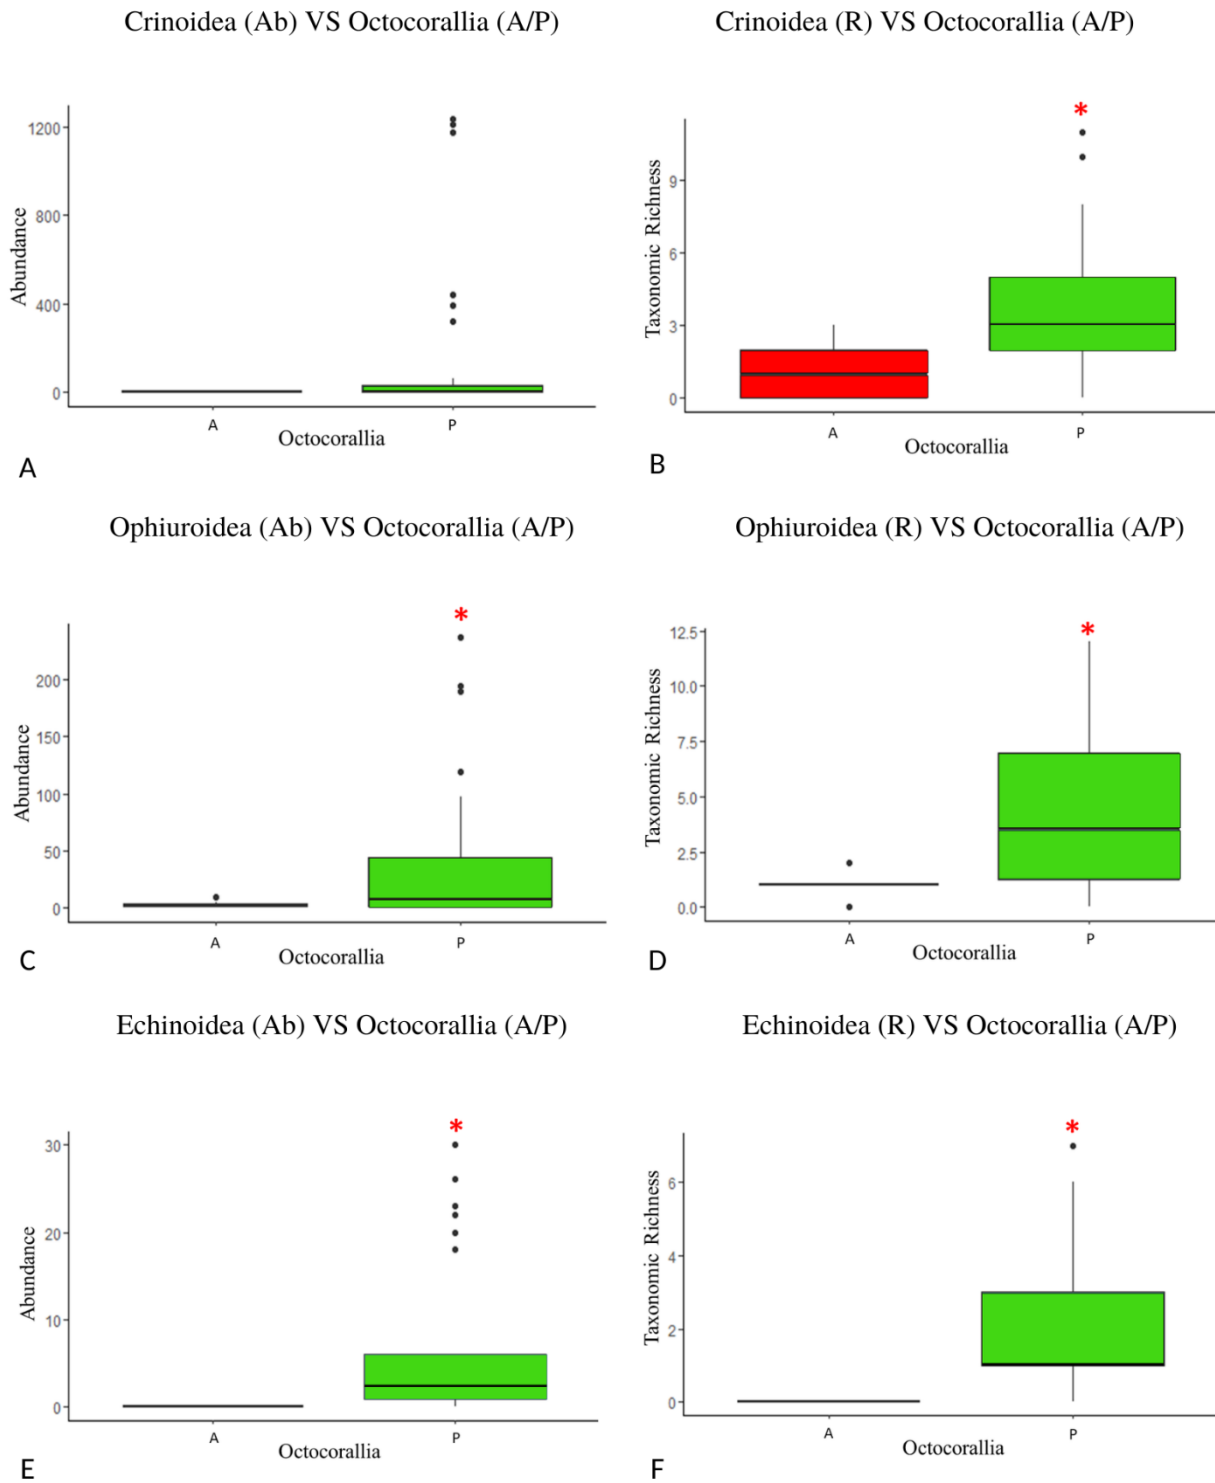 Crinoidea (Ab) VS Octocorallia (A/P)
Abundance
1200
800
400
0
A
P
Octocorallia
A
Crinoidea (R) VS Octocorallia (A/P)
*
Taxonomic Richness
9
6
3
0
A
P
Octocorallia
B
Ophiuroidea (Ab) VS Octocorallia (A/P)
*
Abundance
200
150
100
50
0
A
P
Octocorallia
C
Ophiuroidea (R) VS Octocorallia (A/P)
*
Taxonomic Richness
12.5
10.0
7.5
5.0
2.5
0.0
A
P
Octocorallia
D
Echinoidea (Ab) VS Octocorallia (A/P)
*
Abundance
30
20
10
0
A
P
Octocorallia
E
Echinoidea (R) VS Octocorallia (A/P)
*
Taxonomic Richness
6
4
2
0
A
P
Octocorallia
F